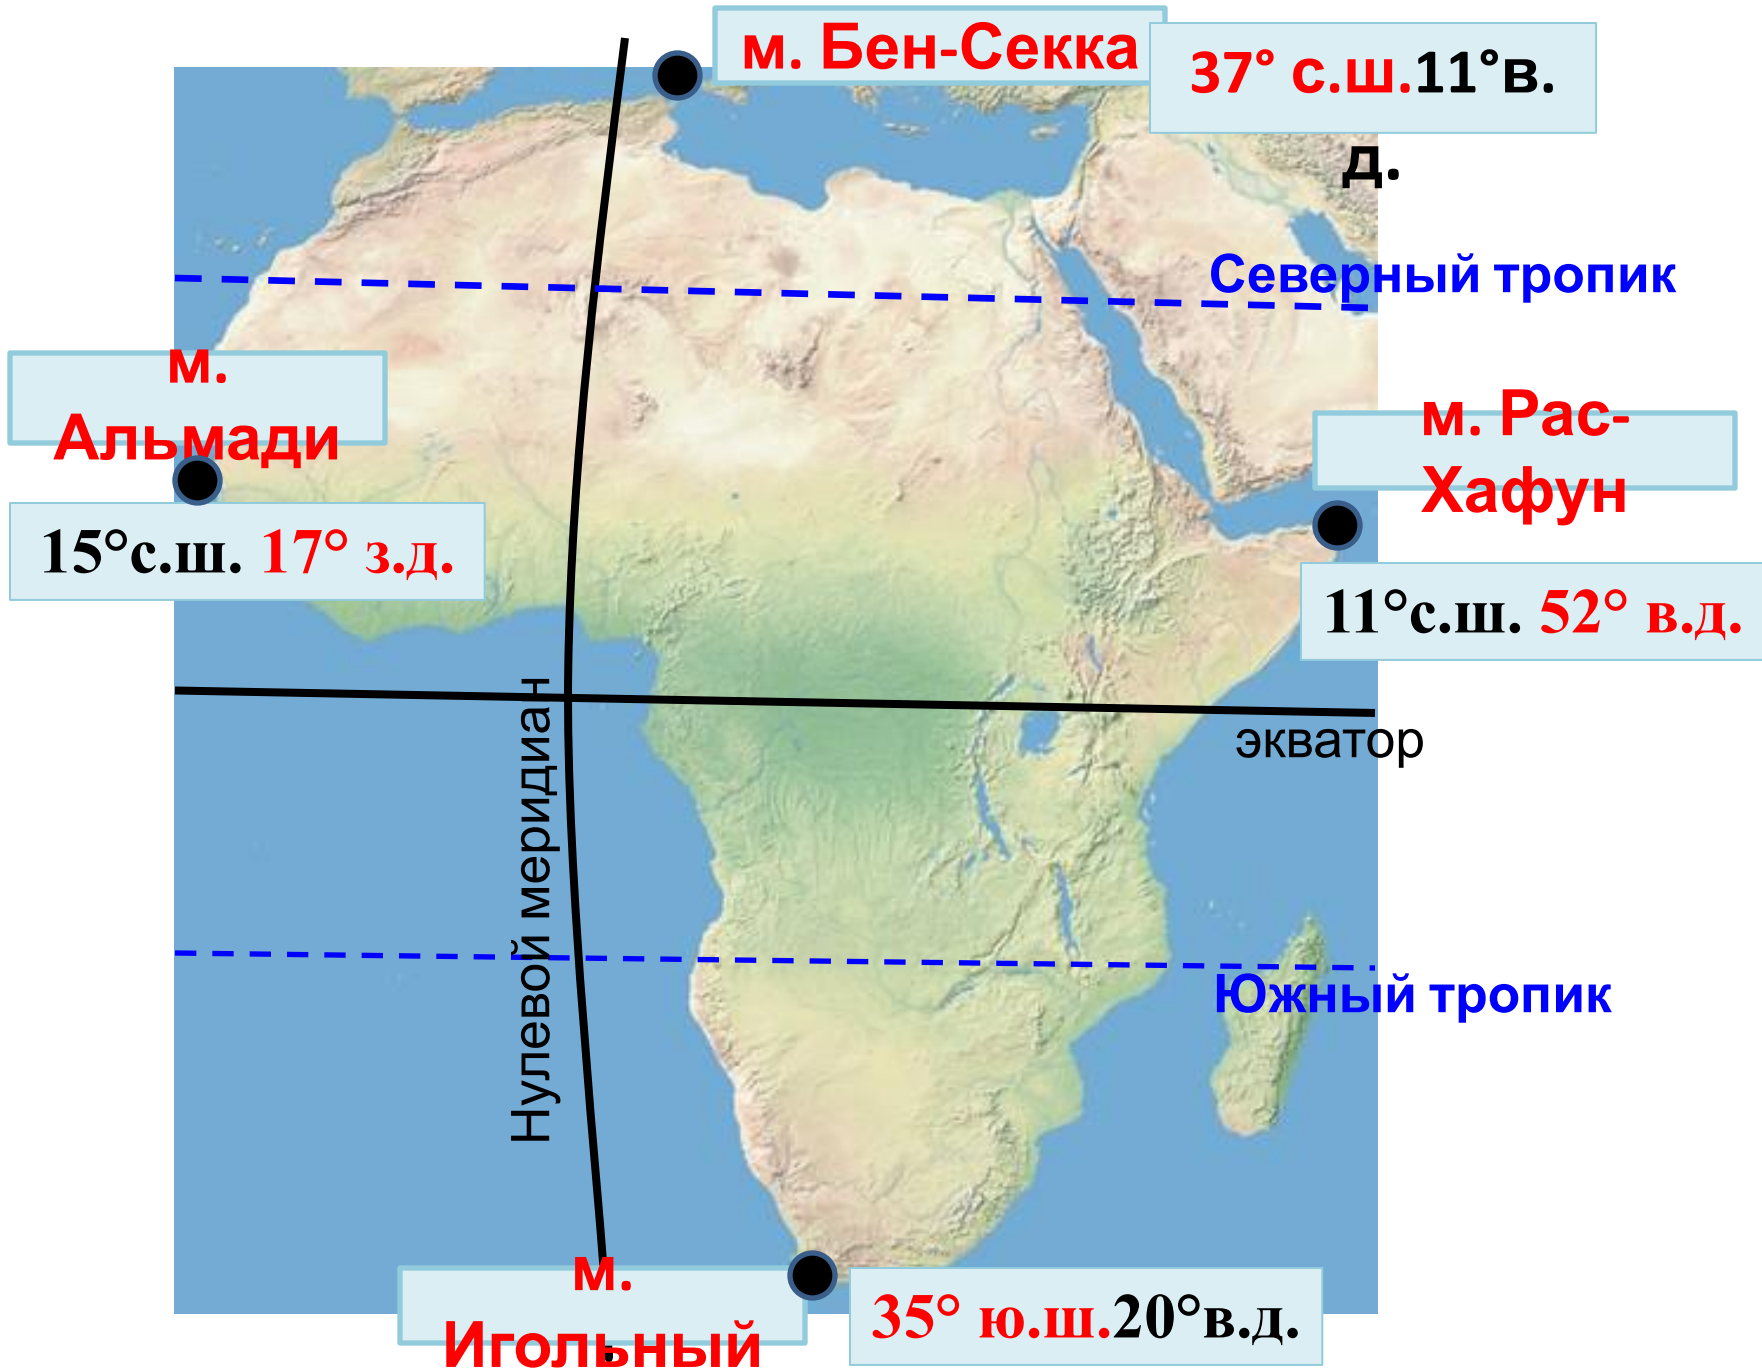 м. Бен-Секка
37° с.ш.11°в.
д.
Северный тропик
м.
Альмади
м. Рас-
Хафун
15°с.ш. 17° з.д.
11°с.ш. 52° в.д.
экватор
Нулевой меридиан
Южный тропик
м.
Игольный
35° ю.ш.20°в.д.